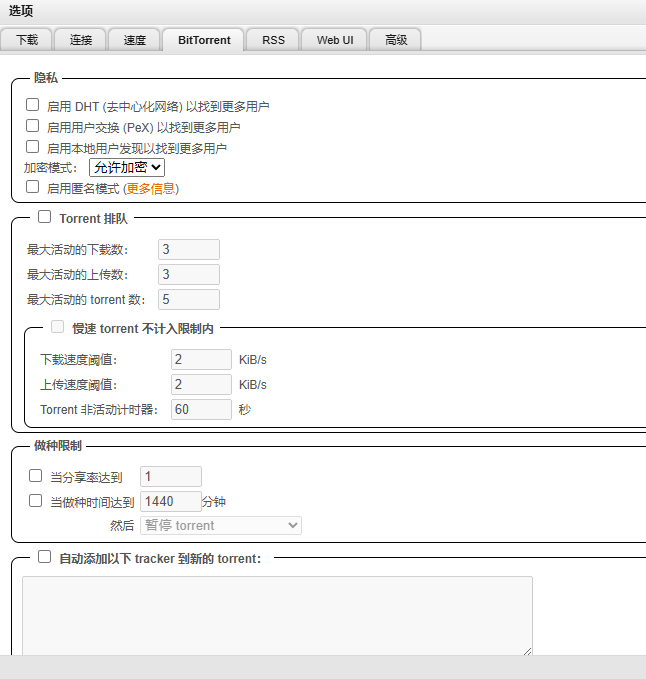 选项
下载 连接 速度 BitTorrent RSS Web UI 高级
隐私
启用 DHT (去中心化网络) 以找到更多用户
启用用户交换 (PeX) 以找到更多用户
启用本地用户发现以找到更多用户
加密模式： 允许加密
启用匿名模式 (更多信息)
Torrent 排队
最大活动的下载数： 3
最大活动的上传数： 3
最大活动的 torrent 数： 5
慢速 torrent 不计入限制内
下载速度阈值： 2 KiB/s
上传速度阈值： 2 KiB/s
Torrent 非活动计时器： 60 秒
做种限制
当分享率达到 1
当做种时间达到 1440 分钟
然后 暂停 torrent
自动添加以下 tracker 到新的 torrent：